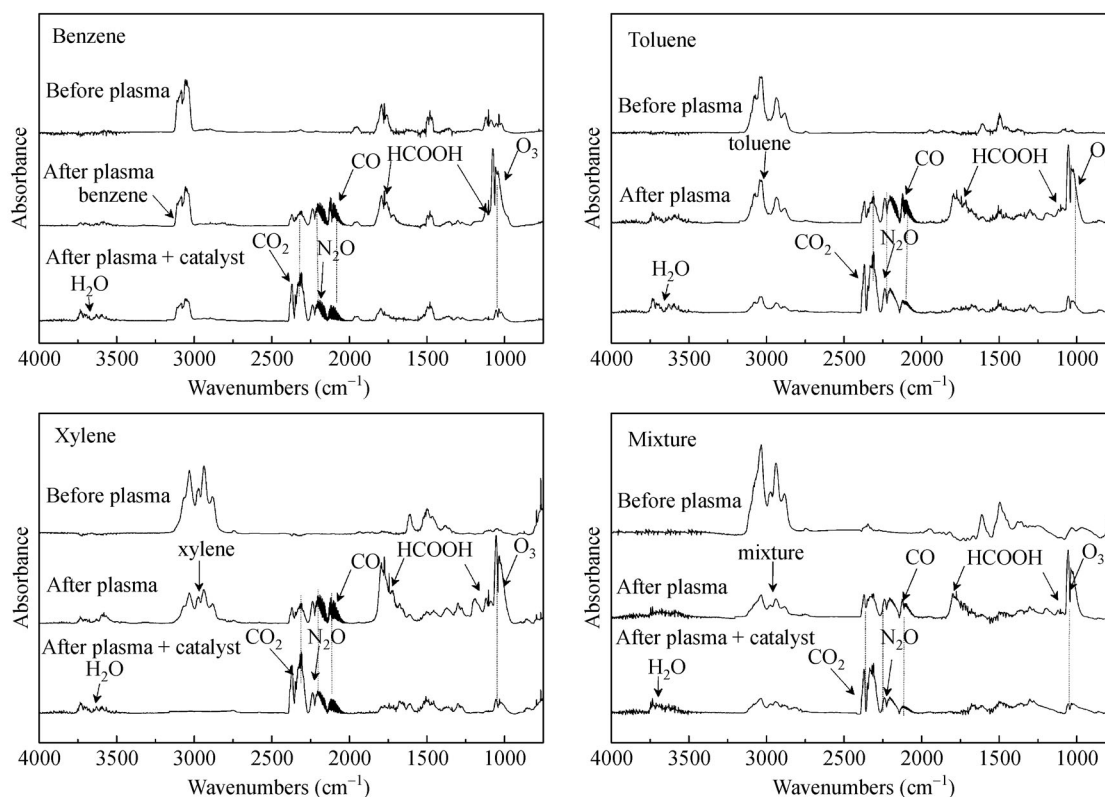 Benzene
Before plasma
After plasma
benzene
CO
HCOOH
O₃
After plasma + catalyst
CO₂
N₂O
H₂O
Absorbance
4000 3500 3000 2500 2000 1500 1000
Wavenumbers (cm⁻¹)
Toluene
Before plasma
toluene
After plasma
CO
HCOOH
O
After plasma + catalyst
CO₂
N₂O
H₂O
Absorbance
4000 3500 3000 2500 2000 1500 1000
Wavenumbers (cm⁻¹)
Xylene
Before plasma
xylene
After plasma
CO
HCOOH
O₃
After plasma + catalyst
CO₂
N₂O
H₂O
Absorbance
4000 3500 3000 2500 2000 1500 1000
Wavenumbers (cm⁻¹)
Mixture
Before plasma
mixture
After plasma
CO
HCOOH
O₃
After plasma + catalyst
CO₂
N₂O
H₂O
Absorbance
4000 3500 3000 2500 2000 1500 1000
Wavenumbers (cm⁻¹)